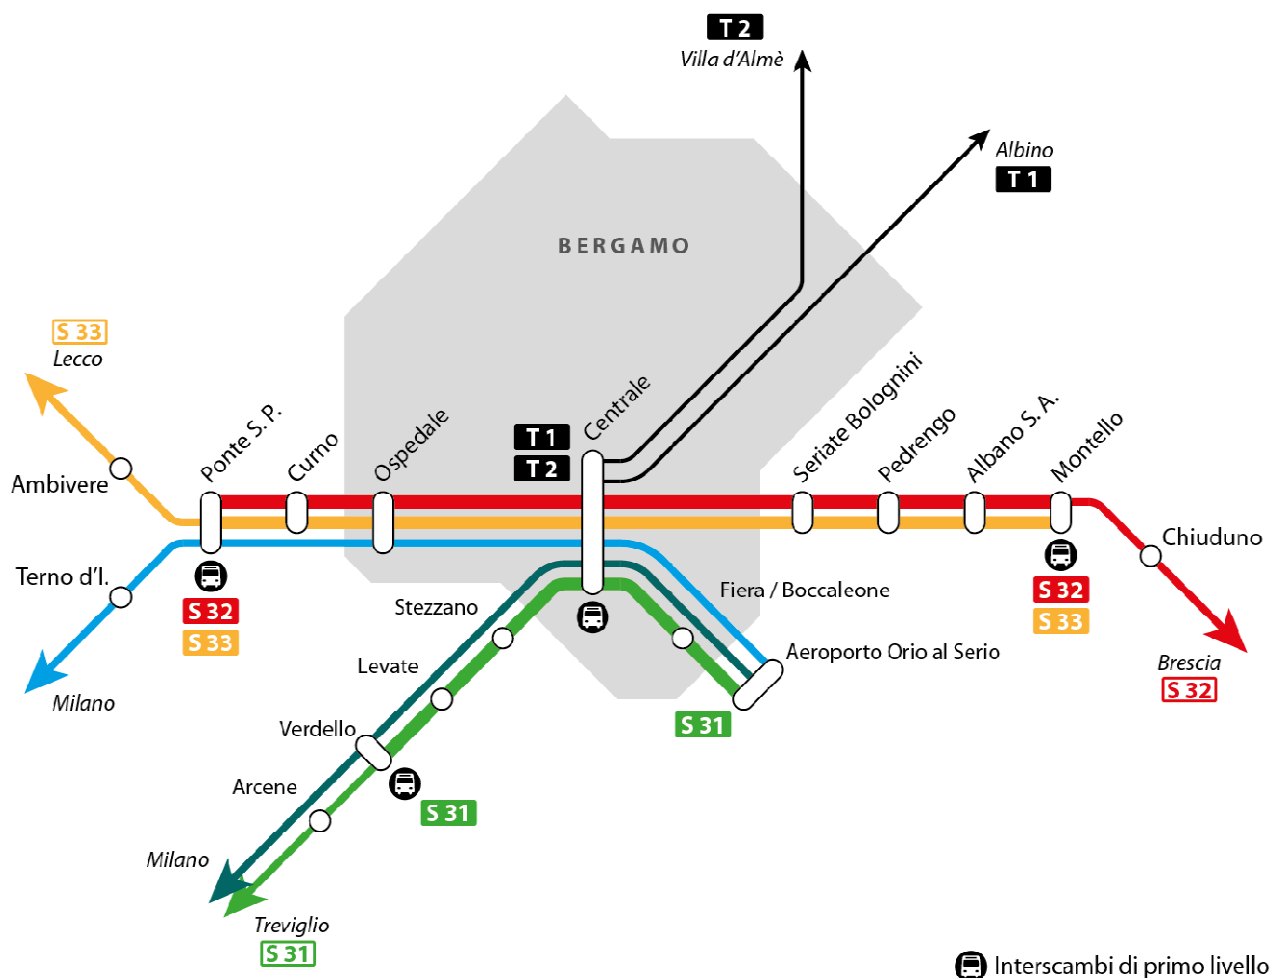 T 2
Villa d'Almè
Albino
T 1
BERGAMO
S 33
Lecco
Ambivere
Ponte S. P.
Curno
Ospedale
T 1
T 2
Centrale
Seriate Bolognini
Pedrengo
Albano S. A.
Montello
Chiuduno
Terno d'I.
S 32
S 33
Milano
Stezzano
Fiera / Boccaleone
S 32
S 33
Levate
Aeroporto Orio al Serio
Brescia
S 32
Verdello
S 31
Arcene
S 31
Milano
Treviglio
S 31
Interscambi di primo livello